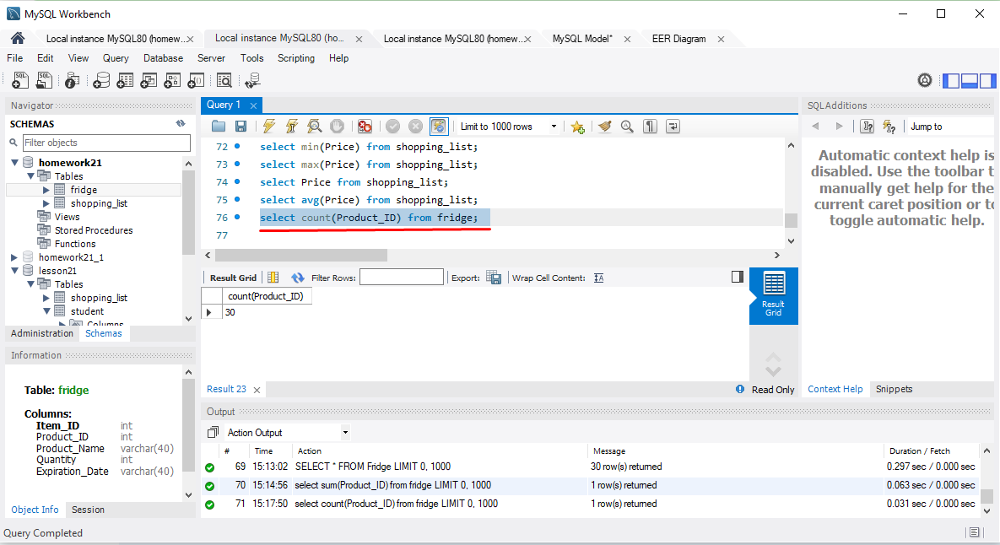 MySQL Workbench
Local instance MySQL80 (homew...
Local instance MySQL80 (ho...
Local instance MySQL80 (homew...
MySQL Model*
EER Diagram
File Edit View Query Database Server Tools Scripting Help
Navigator
SCHEMAS
Filter objects
homework21
Tables
fridge
shopping_list
Views
Stored Procedures
Functions
homework21_1
lesson21
Tables
shopping_list
student
Columns
Administration Schemas
Information
Table: fridge
Columns:
Item_ID int
Product_ID int
Product_Name varchar(40)
Quantity int
Expiration_Date varchar(40)
Object Info Session
Query Completed
Query 1
Limit to 1000 rows
72 select min(Price) from shopping_list;
73 select max(Price) from shopping_list;
74 select Price from shopping_list;
75 select avg(Price) from shopping_list;
76 select count(Product_ID) from fridge;
77
Result Grid Filter Rows: Export: Wrap Cell Content:
count(Product_ID)
30
Result
Grid
Result 23
Read Only
SQLAdditions
Jump to
Automatic context help is
disabled. Use the toolbar t
manually get help for the
current caret position or to
toggle automatic help.
Context Help Snippets
Output
Action Output
# Time Action Message Duration / Fetch
69 15:13:02 SELECT * FROM Fridge LIMIT 0, 1000 30 row(s) returned 0.297 sec / 0.000 sec
70 15:14:56 select sum(Product_ID) from fridge LIMIT 0, 1000 1 row(s) returned 0.063 sec / 0.000 sec
71 15:17:50 select count(Product_ID) from fridge LIMIT 0, 1000 1 row(s) returned 0.031 sec / 0.000 sec